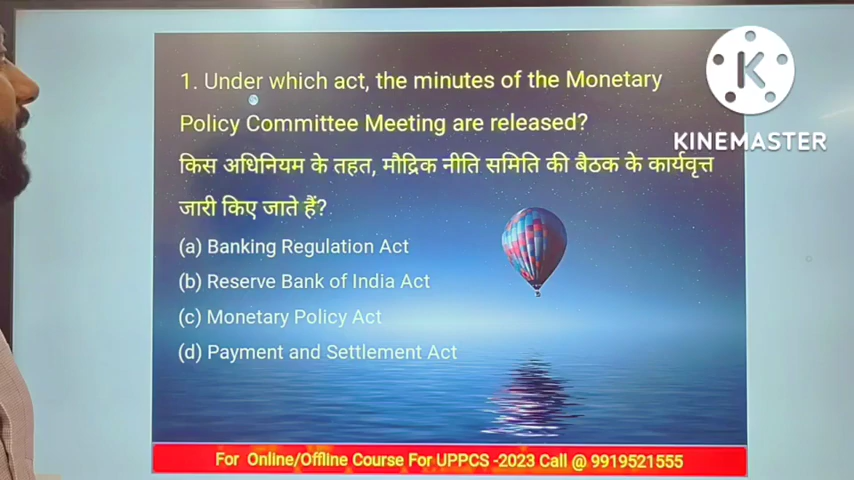 1. Under which act, the minutes of the Monetary
Policy Committee Meeting are released?
किस अधिनियम के तहत, मौद्रिक नीति समिति की बैठक के कार्यवृत्त
जारी किए जाते हैं?
(a) Banking Regulation Act
(b) Reserve Bank of India Act
(c) Monetary Policy Act
(d) Payment and Settlement Act
For Online/Offline Course For UPPCS -2023 Call @ 9919521555
K
KINEMASTER